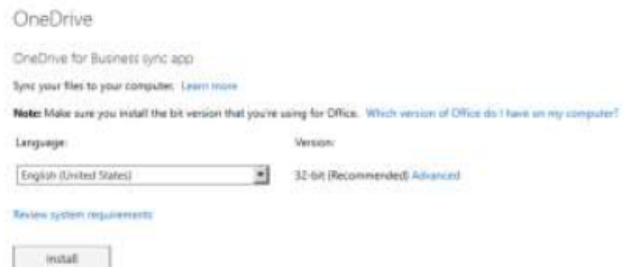 OneDrive
OneDrive for Business sync app
Sync your files to your computer. Learn more
Note: Make sure you install the bit version that you're using for Office. Which version of Office do I have on my computer?
Language: Version:
English (United States) 32-bit (Recommended) Advanced
Review system requirements
install